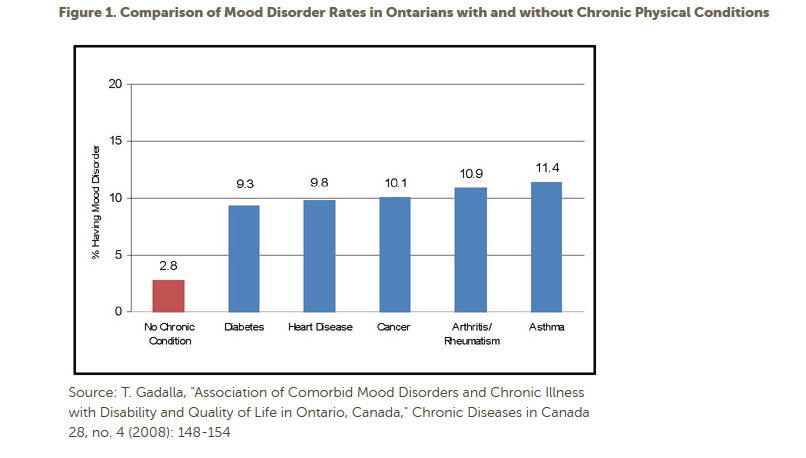 Figure 1. Comparison of Mood Disorder Rates in Ontarians with and without Chronic Physical Conditions
% Having Mood Disorder
20
15
10
5
0
2.8
9.3
9.8
10.1
10.9
11.4
No Chronic
Condition
Diabetes
Heart Disease
Cancer
Arthritis/
Rheumatism
Asthma
Source: T. Gadalla, "Association of Comorbid Mood Disorders and Chronic Illness
with Disability and Quality of Life in Ontario, Canada," Chronic Diseases in Canada
28, no. 4 (2008): 148-154